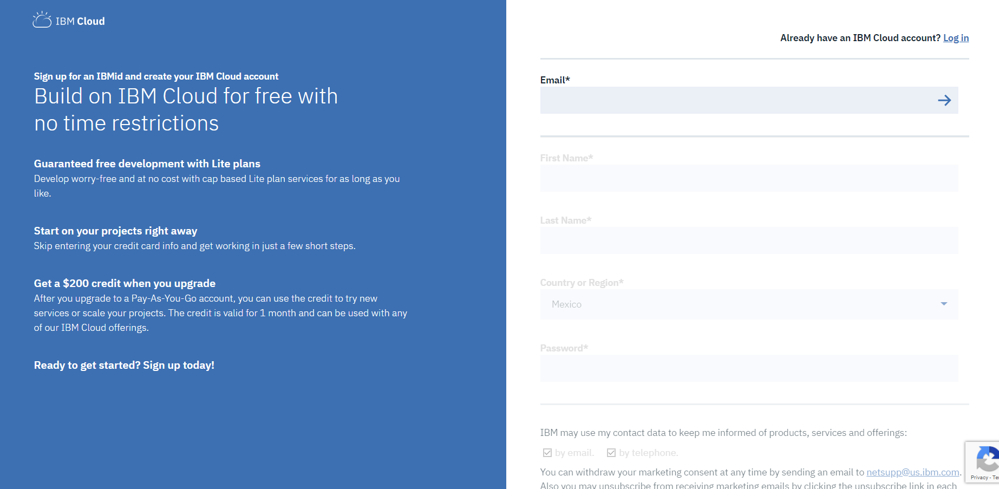 IBM Cloud
Sign up for an IBMid and create your IBM Cloud account
Build on IBM Cloud for free with
no time restrictions
Guaranteed free development with Lite plans
Develop worry-free and at no cost with cap based Lite plan services for as long as you
like.
Start on your projects right away
Skip entering your credit card info and get working in just a few short steps.
Get a $200 credit when you upgrade
After you upgrade to a Pay-As-You-Go account, you can use the credit to try new
services or scale your projects. The credit is valid for 1 month and can be used with any
of our IBM Cloud offerings.
Ready to get started? Sign up today!
Already have an IBM Cloud account? Log in
Email*
First Name*
Last Name*
Country or Region*
Mexico
Password*
IBM may use my contact data to keep me informed of products, services and offerings:
by email. by telephone.
You can withdraw your marketing consent at any time by sending an email to netsupp@us.ibm.com.
Also you may unsubscribe from receiving marketing emails by clicking the unsubscribe link in each
Privacy - Te